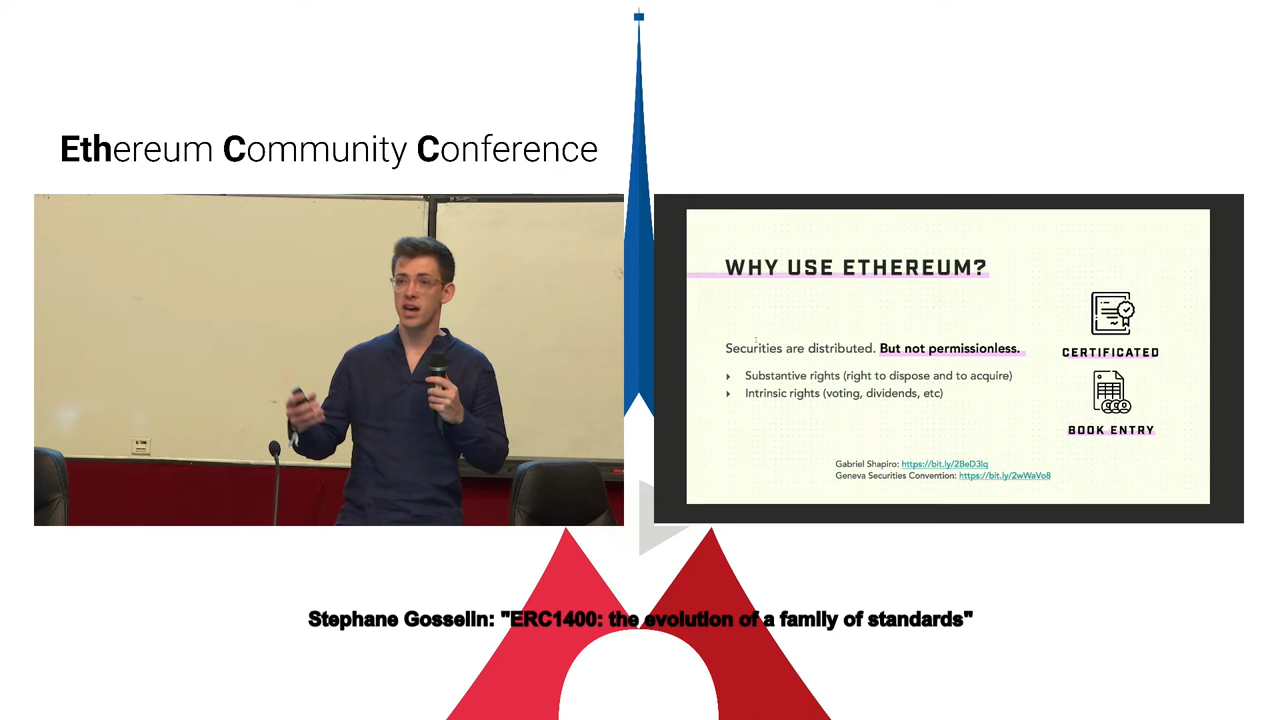 Ethereum Community Conference
WHY USE ETHEREUM?
Securities are distributed. But not permissionless.
Substantive rights (right to dispose and to acquire)
Intrinsic rights (voting, dividends, etc)
CERTIFICATED
BOOK ENTRY
Gabriel Shapiro: https://bit.ly/2BeD3lq
Geneva Securities Convention: https://bit.ly/2wWaVo8
Stephane Gosselin: "ERC1400: the evolution of a family of standards"